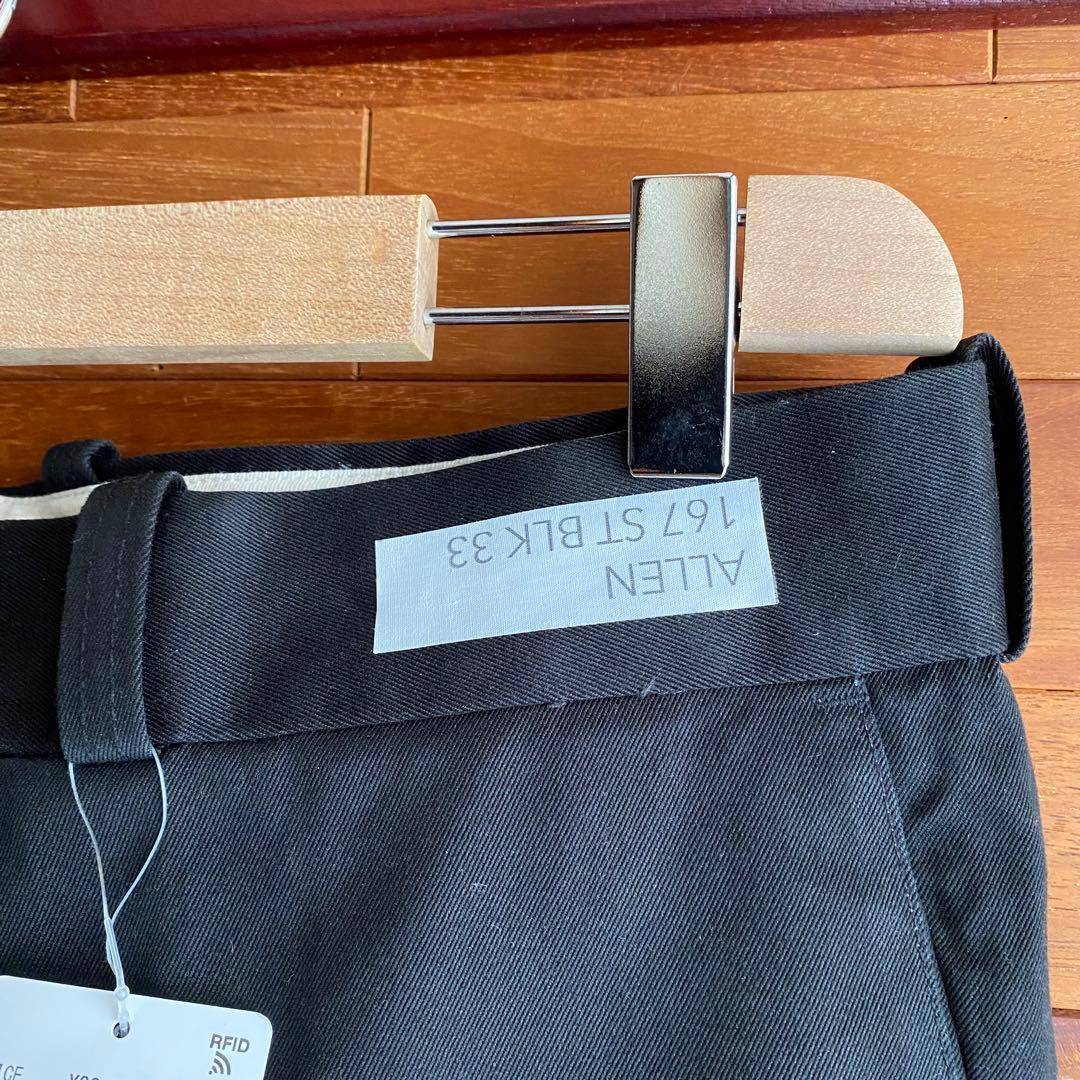 ALLEN
167 ST BLK 33
RFID